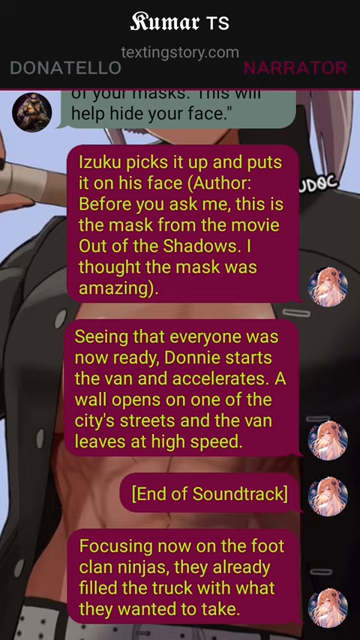 Kumar TS
textingstory.com
DONATELLO
NARRATOR
of your masks. This will
help hide your face."
Izuku picks it up and puts
it on his face (Author:
Before you ask me, this is
the mask from the movie
Out of the Shadows. I
thought the mask was
amazing).
Seeing that everyone was
now ready, Donnie starts
the van and accelerates. A
wall opens on one of the
city's streets and the van
leaves at high speed.
[End of Soundtrack]
Focusing now on the foot
clan ninjas, they already
filled the truck with what
they wanted to take.